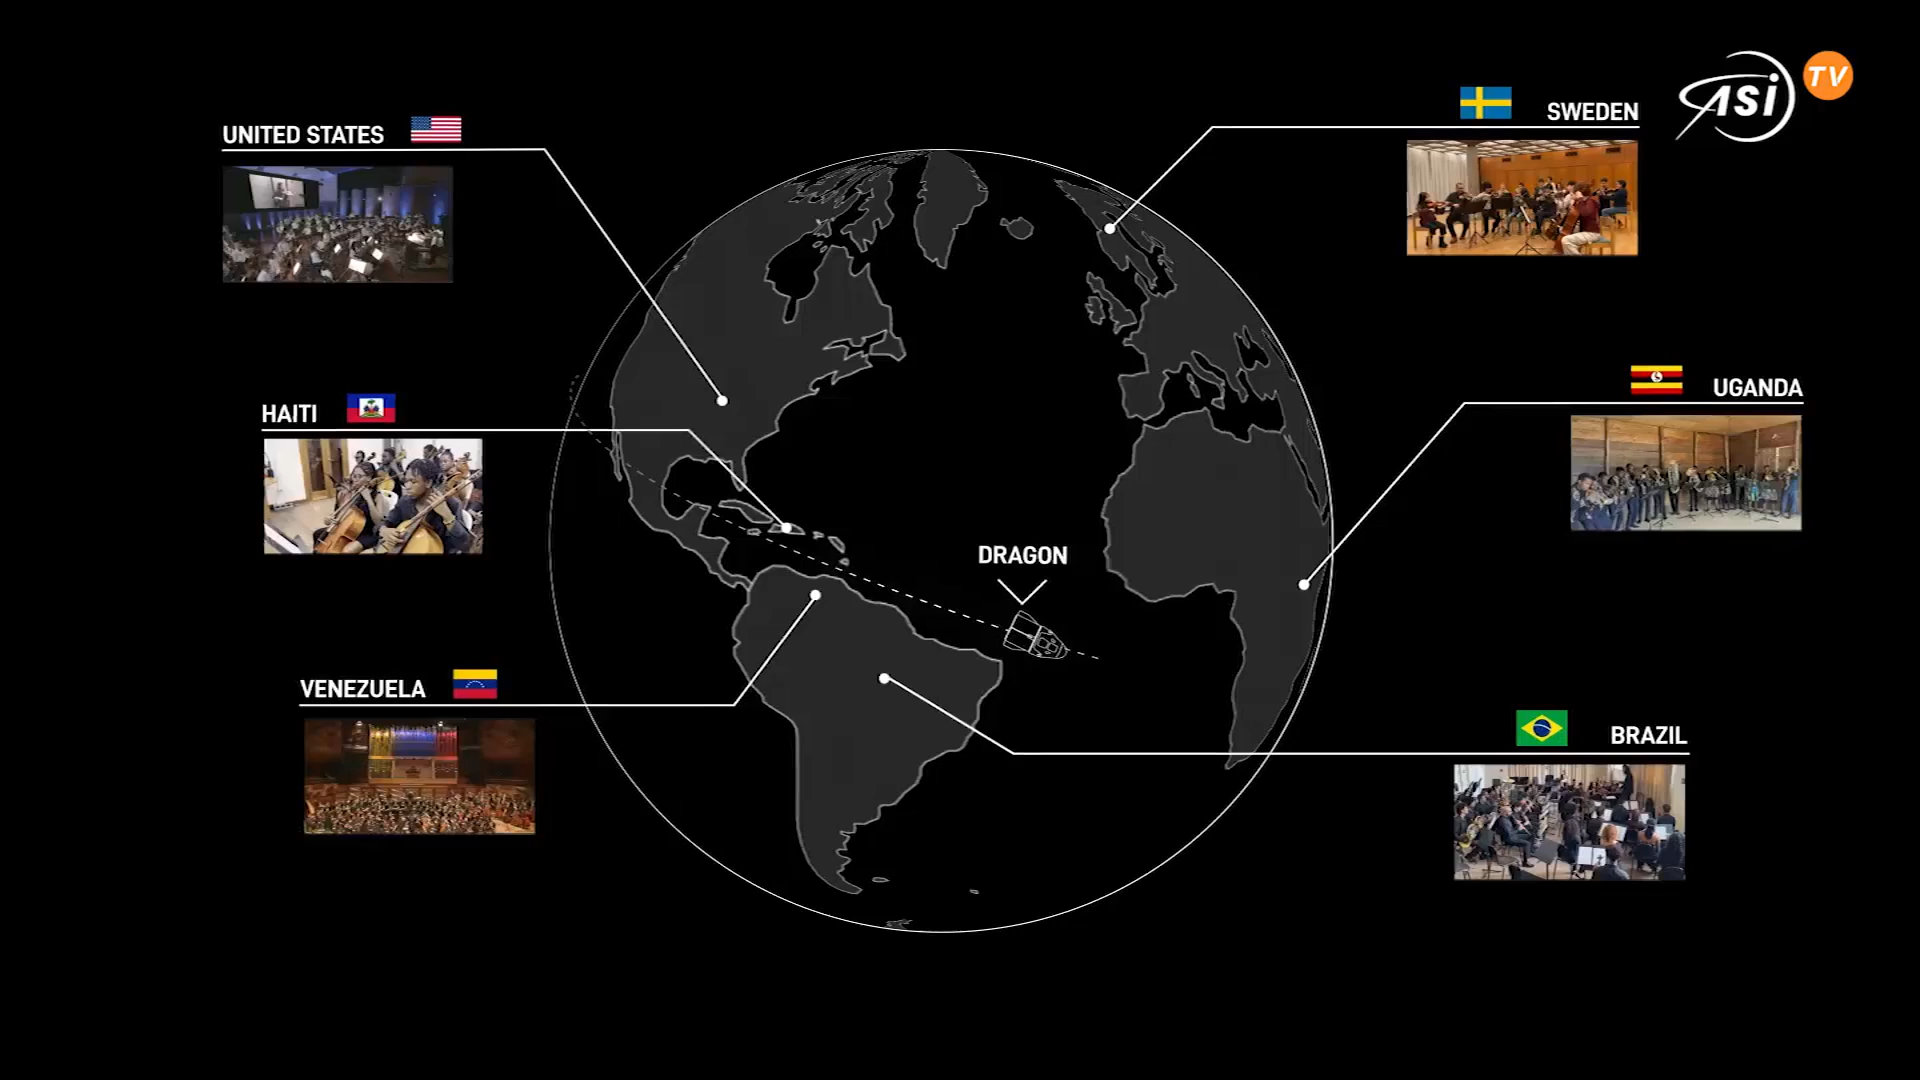 UNITED STATES
SWEDEN
ASI TV
HAITI
UGANDA
DRAGON
VENEZUELA
BRAZIL